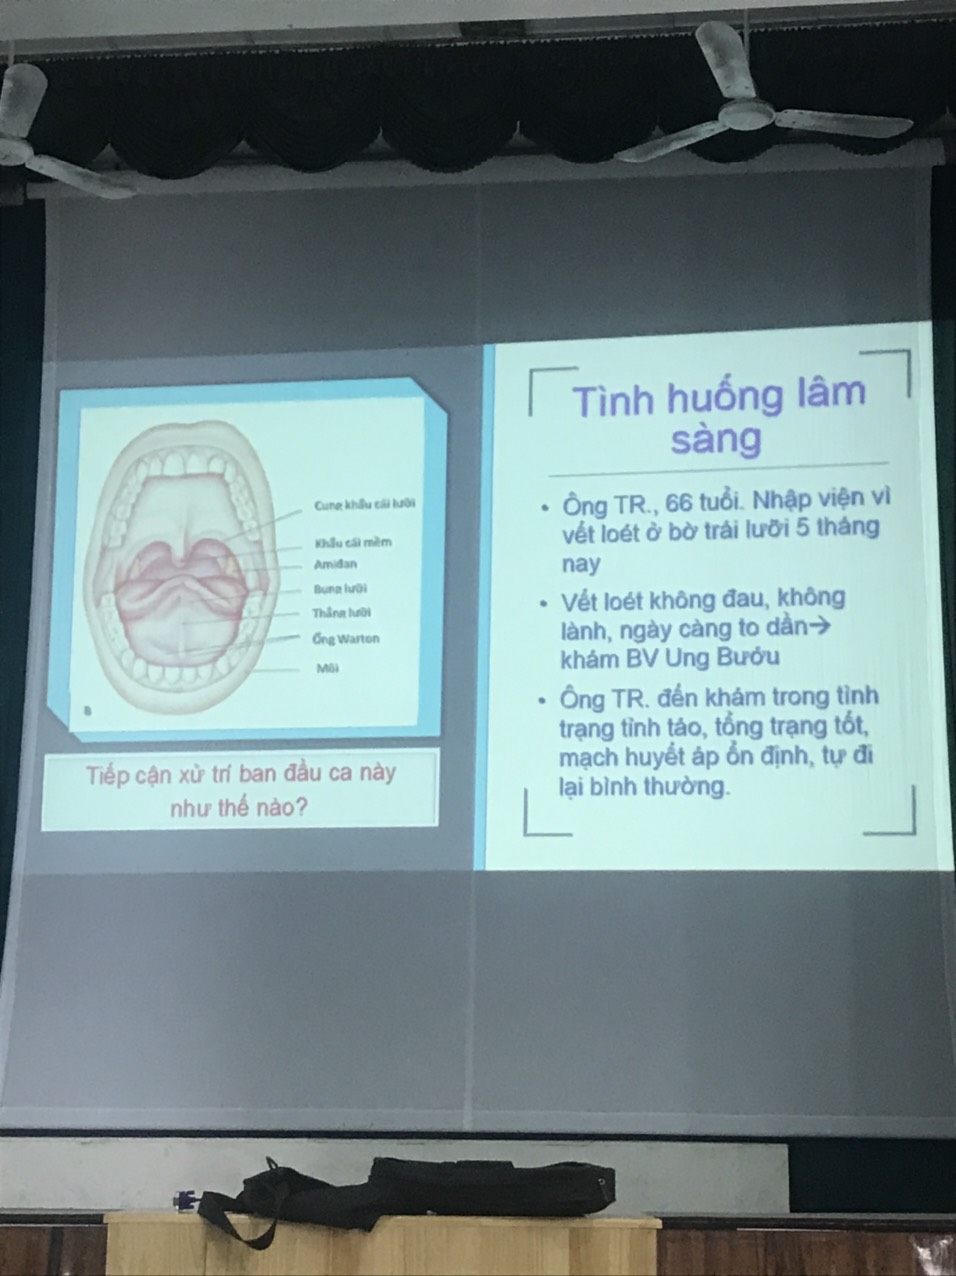 Cung khẩu cái lưỡi
Khẩu cái mềm
Amiđan
Bụng lưỡi
Thắng lưỡi
Ống Warton
Môi
B
Tiếp cận xử trí ban đầu ca này
như thế nào?
Tình huống lâm
sàng
• Ông TR., 66 tuổi. Nhập viện vì
vết loét ở bờ trái lưỡi 5 tháng
nay
• Vết loét không đau, không
lành, ngày càng to dần→
khám BV Ung Bướu
• Ông TR. đến khám trong tình
trạng tỉnh táo, tổng trạng tốt,
mạch huyết áp ổn định, tự đi
lại bình thường.